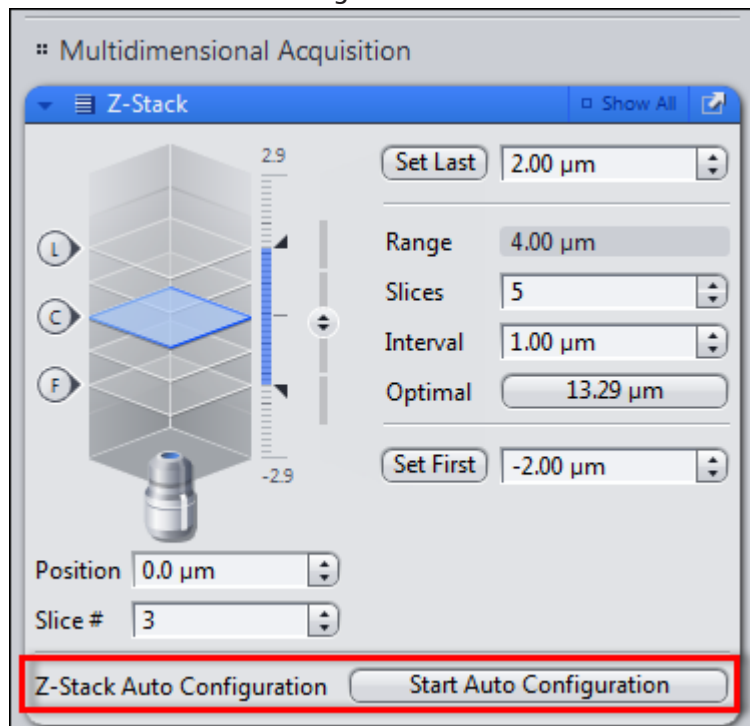 Multidimensional Acquisition
Z-Stack
Show All
2.9
Set Last 2.00 µm
L
Range 4.00 µm
Slices 5
C
Interval 1.00 µm
F
Optimal 13.29 µm
-2.9
Set First -2.00 µm
Position 0.0 µm
Slice # 3
Z-Stack Auto Configuration Start Auto Configuration